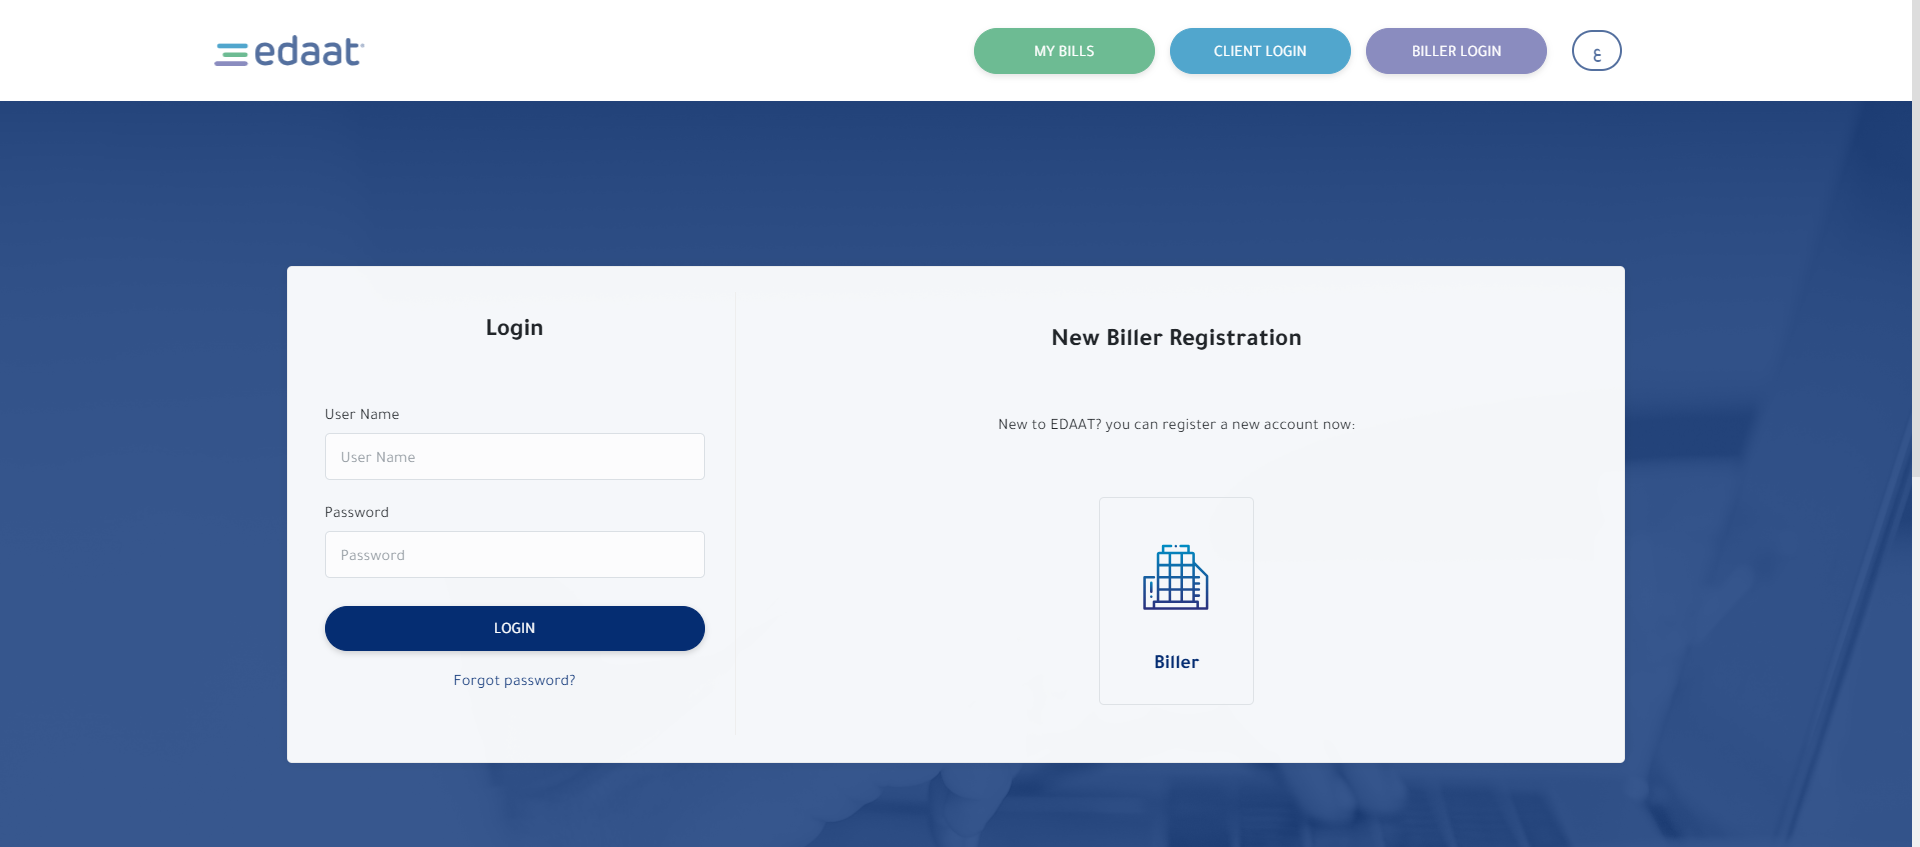 edaat
MY BILLS
CLIENT LOGIN
BILLER LOGIN
ع
Login
User Name
User Name
Password
Password
LOGIN
Forgot password?
New Biller Registration
New to EDAAT? you can register a new account now:
Biller